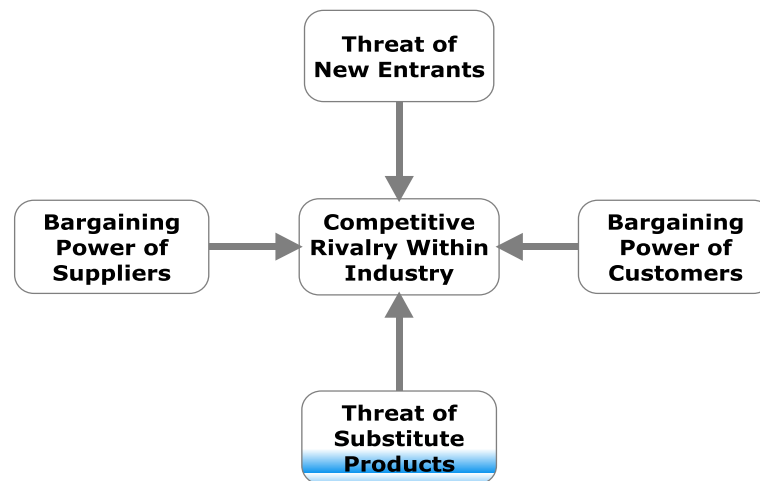 Threat of
New Entrants
Bargaining
Power of
Suppliers
Competitive
Rivalry Within
Industry
Bargaining
Power of
Customers
Threat of
Substitute
Products